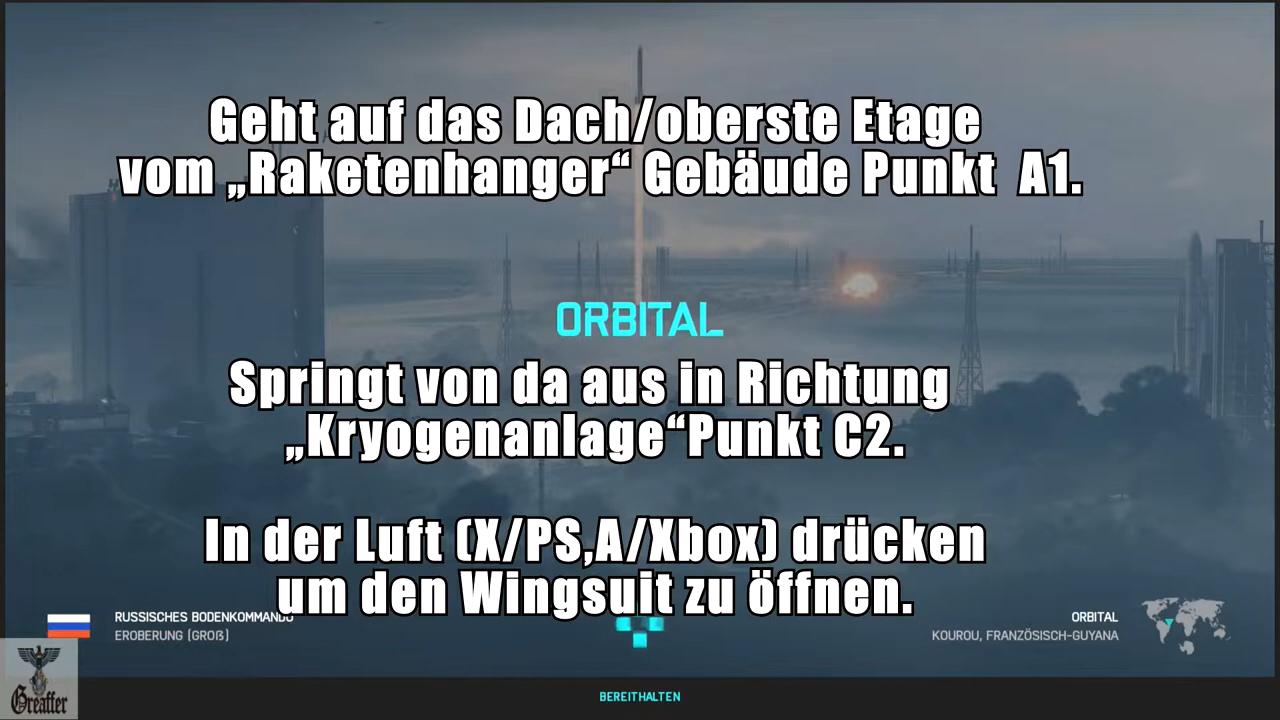 Geht auf das Dach/oberste Etage
vom „Raketenhanger“ Gebäude Punkt A1.
ORBITAL
Springt von da aus in Richtung
„Kryogenanlage“Punkt C2.
In der Luft (X/PS,A/Xbox) drücken
um den Wingsuit zu öffnen.
RUSSISCHES BODENKOMMANDO
EROBERUNG (GROß)
ORBITAL
KOUROU, FRANZÖSISCH-GUYANA
Greaffer
BEREITHALTEN